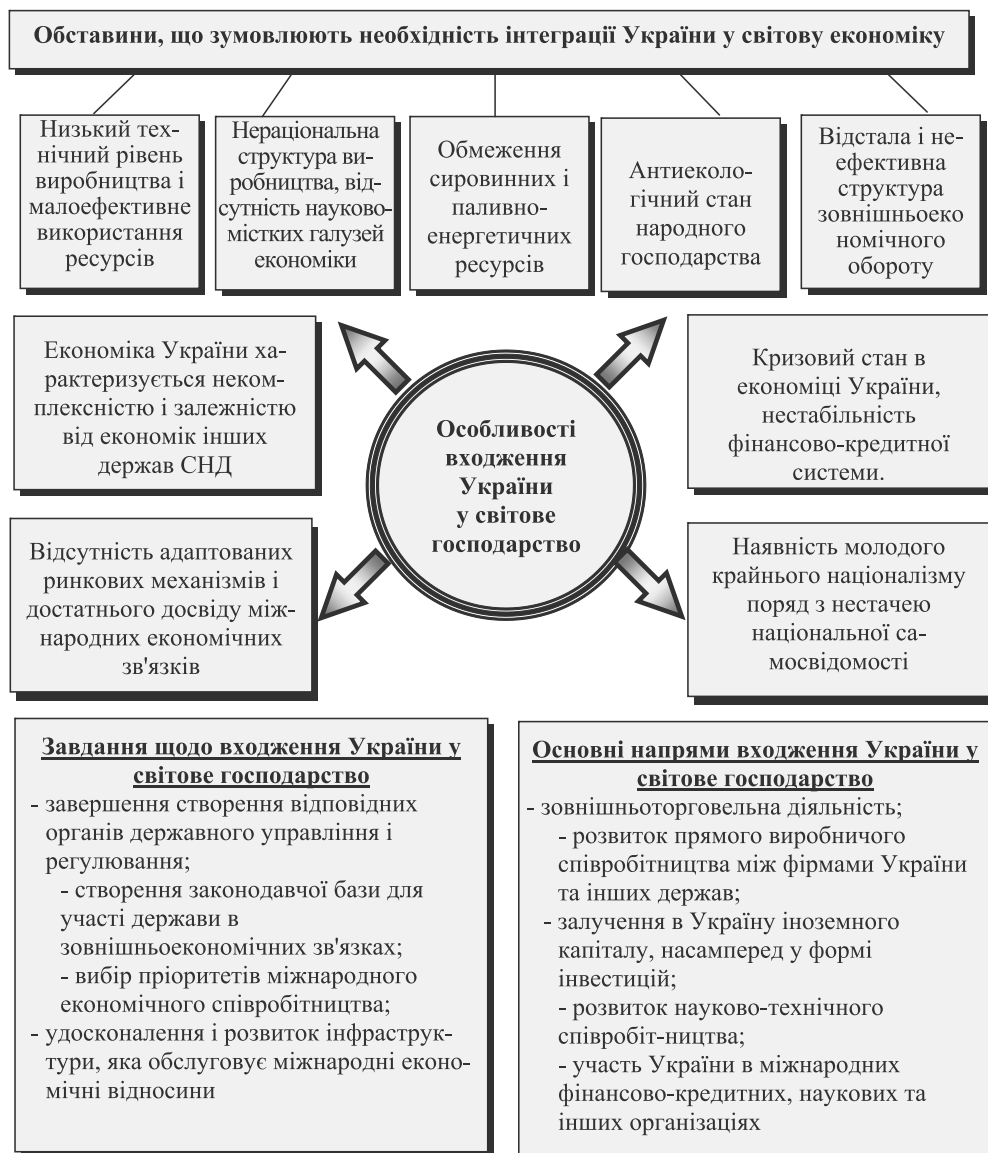 Обставини, що зумовлюють необхідність інтеграції України у світову економіку
Низький тех-
нічний рівень
виробництва і
малоефективне
використання
ресурсів
Нераціональна
структура ви-
робництва, від-
сутність науково-
містких галузей
економіки
Обмеження
сировинних і
паливно-
енергетичних
ресурсів
Антиеколо-
гічний стан
народного
господарства
Відстала і не-
ефективна
структура
зовнішньоеко
номічного
обороту
Економіка України ха-
рактеризується неком-
плексністю і залежністю
від економік інших
держав СНД
Особливості
входження
України
у світове
господарство
Кризовий стан в
економіці України,
нестабільність
фінансово-кредитної
системи.
Відсутність адаптованих
ринкових механізмів і
достатнього досвіду між-
народних економічних
зв'язків
Наявність молодого
крайнього націоналізму
поряд з нестачею
національної са-
мосвідомості
Завдання щодо входження України у
світове господарство
- завершення створення відповідних
органів державного управління і
регулювання;
- створення законодавчої бази для
участі держави в
зовнішньоекономічних зв'язках;
- вибір пріоритетів міжнародного
економічного співробітництва;
- удосконалення і розвиток інфраструк-
тури, яка обслуговує міжнародні еконо-
мічні відносини
Основні напрями входження України у
світове господарство
- зовнішньоторговельна діяльність;
- розвиток прямого виробничого
співробітництва між фірмами України
та інших держав;
- залучення в Україну іноземного
капіталу, насамперед у формі
інвестицій;
- розвиток науково-технічного
співробіт-ництва;
- участь України в міжнародних
фінансово-кредитних, наукових та
інших організаціях